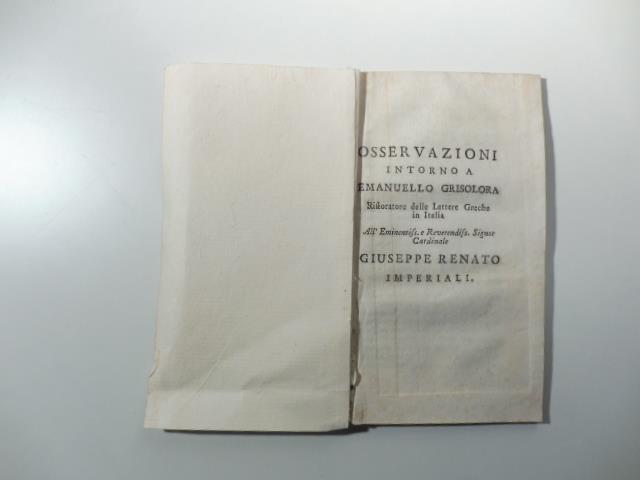 OSSERVAZIONI
INTORNO A
EMANUELLO GRISOLORA
Ristoratore delle Lettere Greche
in Italia
All' Eminentiss. e Reverendiss. Signor
Cardinale
GIUSEPPE RENATO
IMPERIALI.